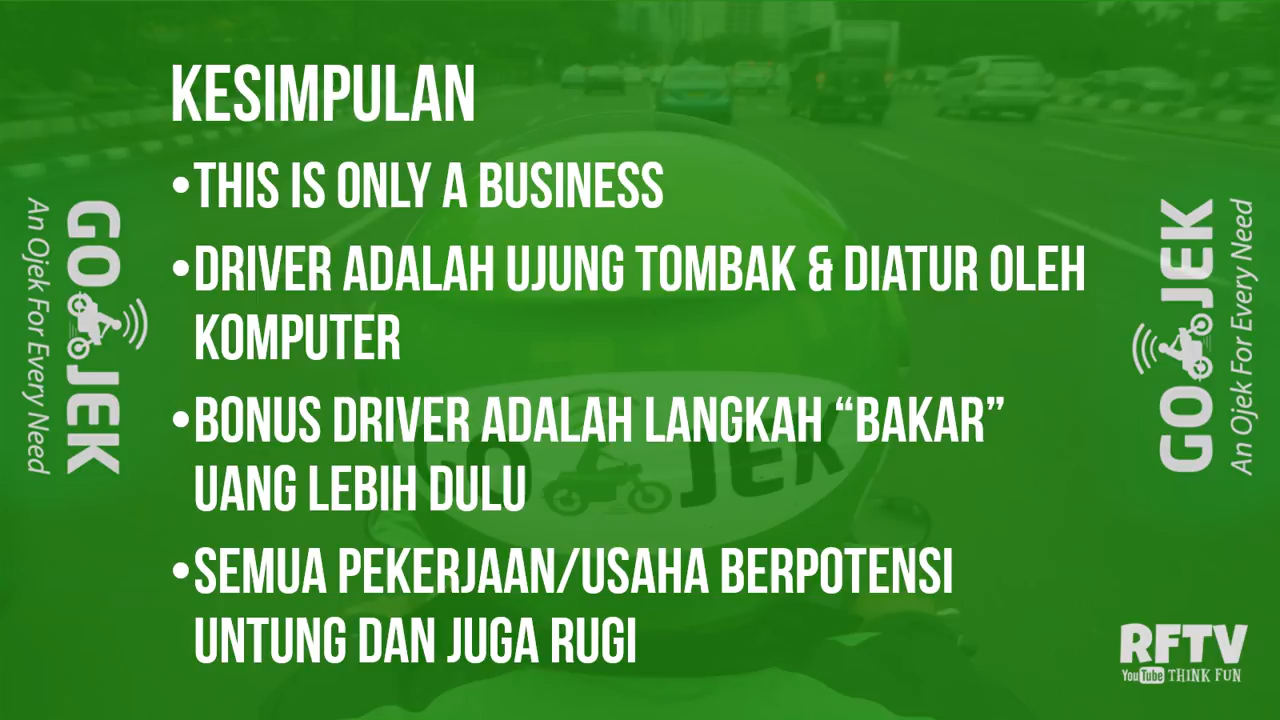 KESIMPULAN
•THIS IS ONLY A BUSINESS
•DRIVER ADALAH UJUNG TOMBAK & DIATUR OLEH
KOMPUTER
•BONUS DRIVER ADALAH LANGKAH “BAKAR”
UANG LEBIH DULU
•SEMUA PEKERJAAN/USAHA BERPOTENSI
UNTUNG DAN JUGA RUGI
GO JEK
An Ojek For Every Need
GO JEK
GO JEK
An Ojek For Every Need
RFTV
YouTube THINK FUN